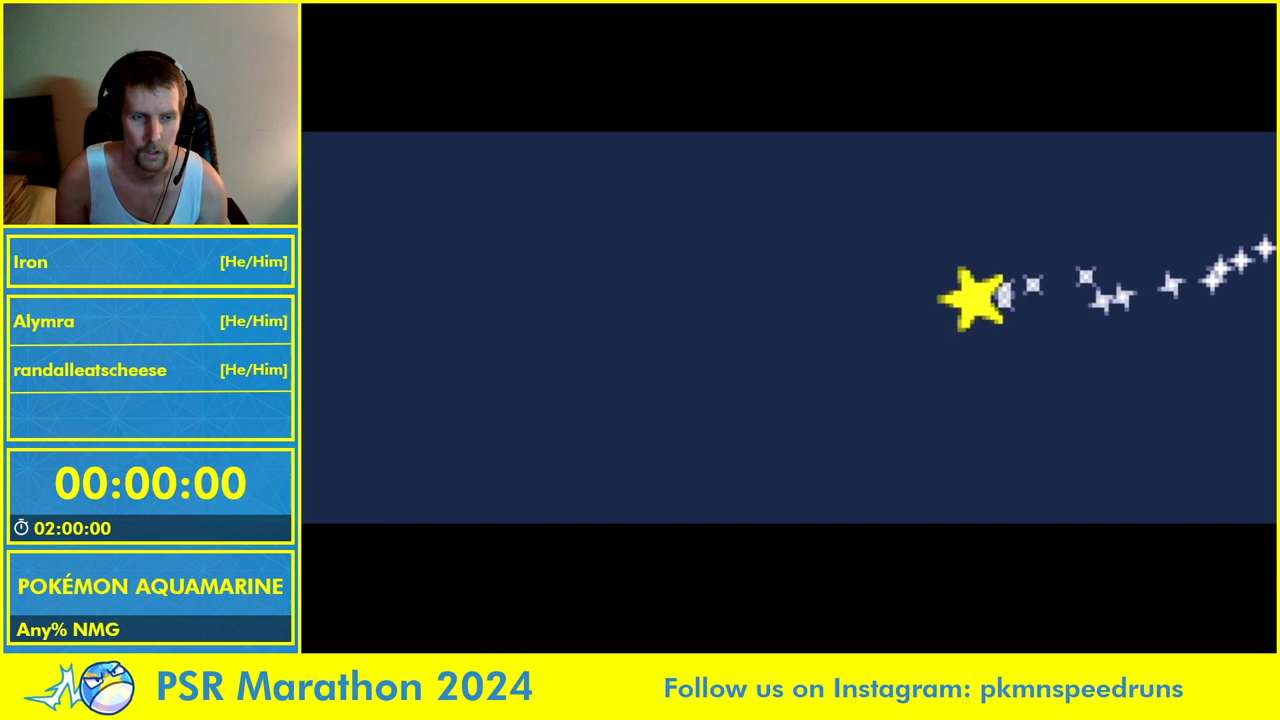 Iron [He/Him]
Alymra [He/Him]
randalleatscheese [He/Him]
00:00:00
02:00:00
POKÉMON AQUAMARINE
Any% NMG
PSR Marathon 2024
Follow us on Instagram: pkmnspeedruns